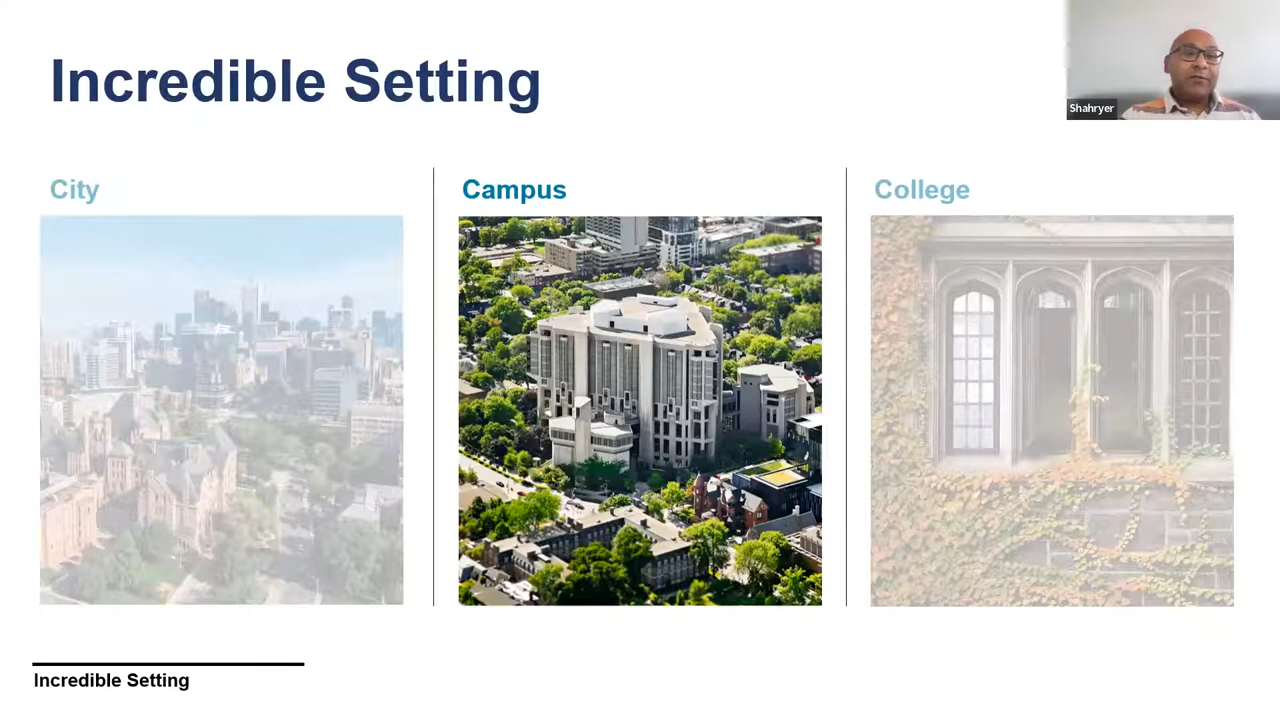 Incredible Setting
Shahryer
City
Campus
College
Incredible Setting